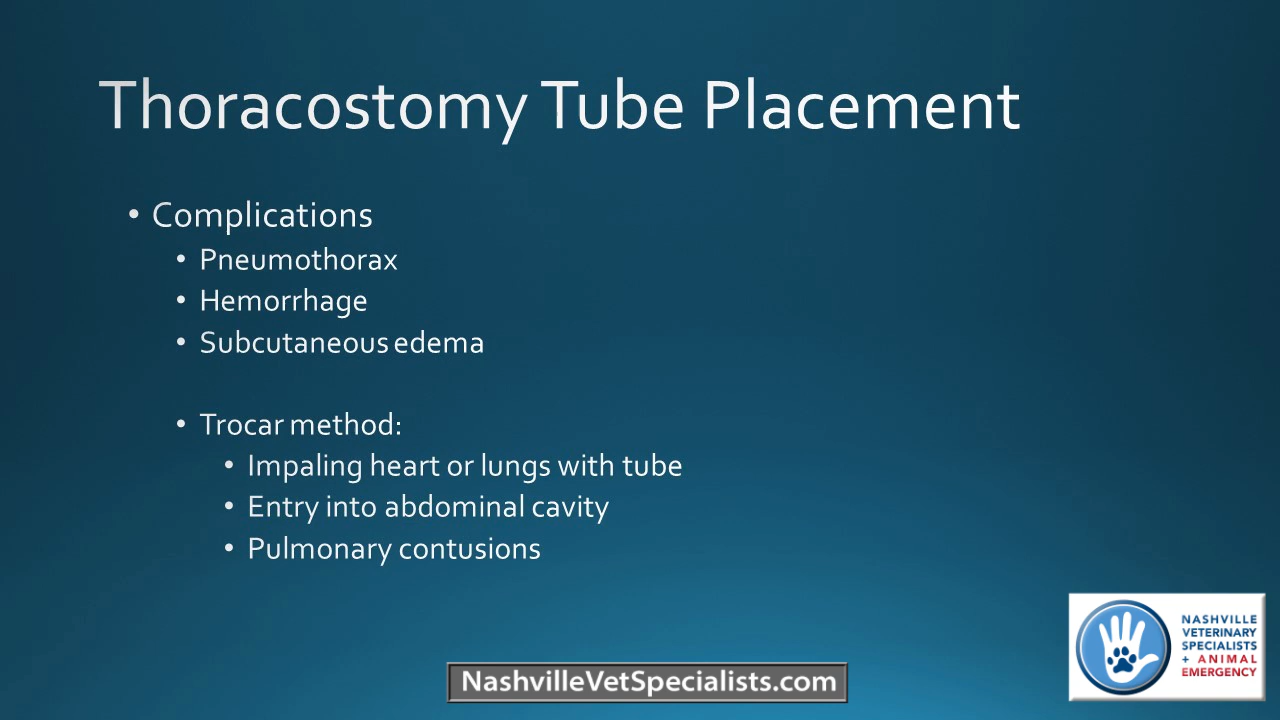 Thoracostomy Tube Placement
• Complications
• Pneumothorax
• Hemorrhage
• Subcutaneous edema
• Trocar method:
• Impaling heart or lungs with tube
• Entry into abdominal cavity
• Pulmonary contusions
NASHVILLE
VETERINARY
SPECIALISTS
+ ANIMAL
EMERGENCY
NashvilleVetSpecialists.com